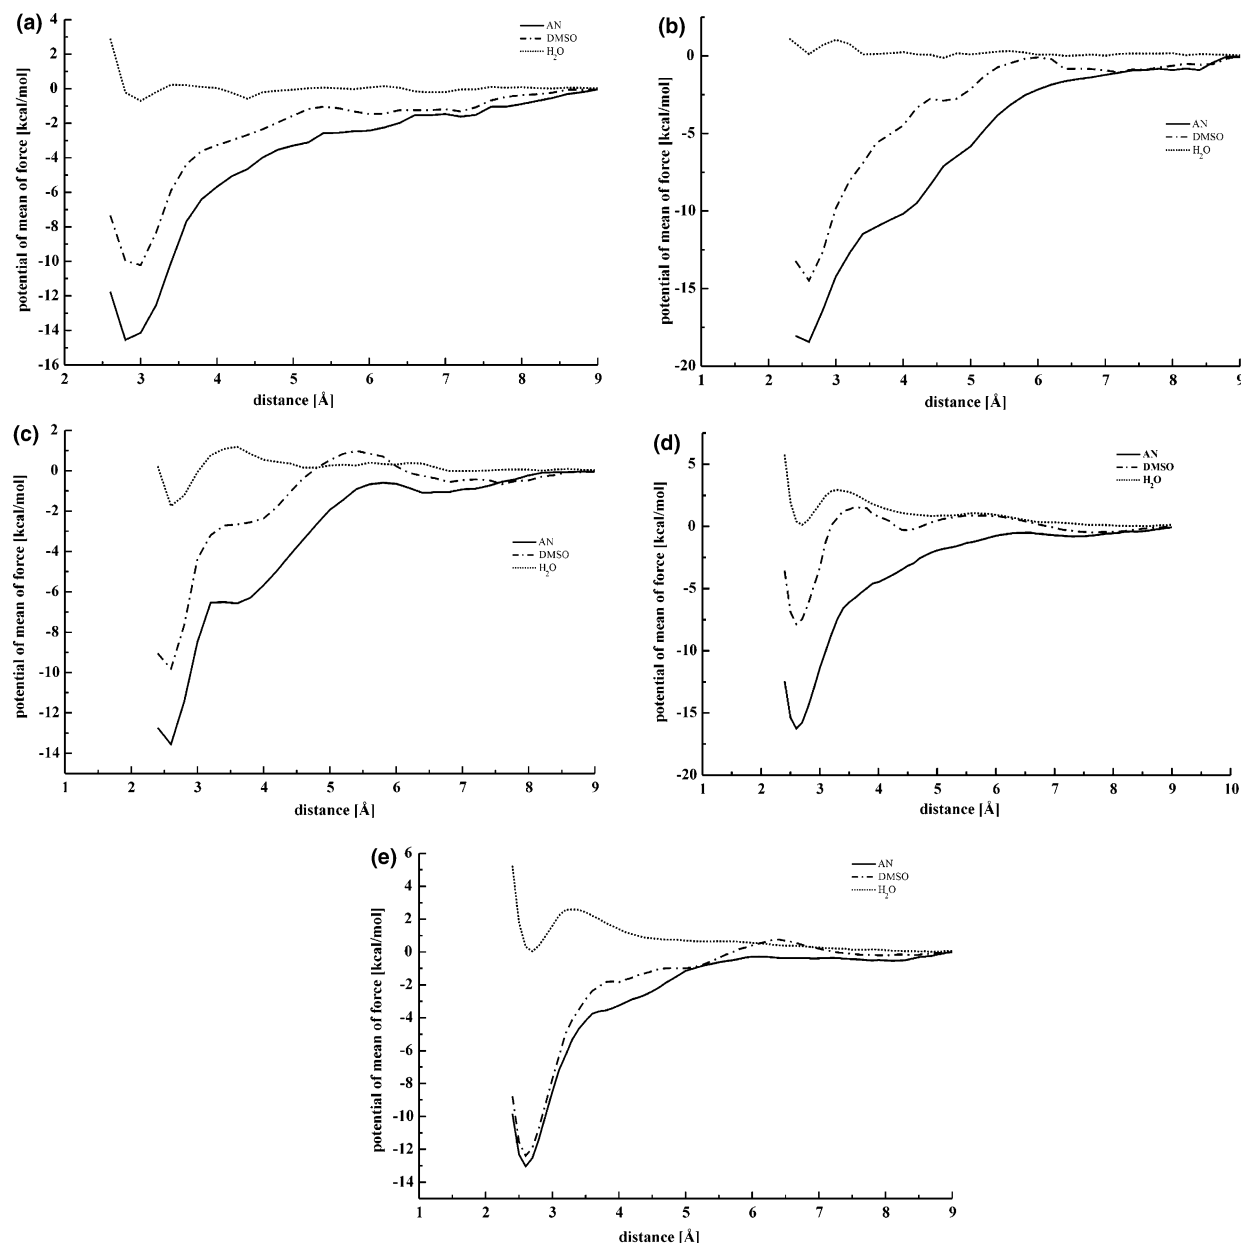 (a)
4
2
0
-2
-4
-6
-8
-10
-12
-14
-16
2 3 4 5 6 7 8 9
potential of mean of force [kcal/mol]
distance [Å]
AN
DMSO
H2O
(b)
0
-5
-10
-15
-20
1 2 3 4 5 6 7 8 9
potential of mean of force [kcal/mol]
distance [Å]
AN
DMSO
H2O
(c)
2
0
-2
-4
-6
-8
-10
-12
-14
1 2 3 4 5 6 7 8 9
potential of mean of force [kcal/mol]
distance [Å]
AN
DMSO
H2O
(d)
5
0
-5
-10
-15
-20
1 2 3 4 5 6 7 8 9 10
potential of mean of force [kcal/mol]
distance [Å]
AN
DMSO
H2O
(e)
6
4
2
0
-2
-4
-6
-8
-10
-12
-14
1 2 3 4 5 6 7 8 9
potential of mean of force [kcal/mol]
distance [Å]
AN
DMSO
H2O